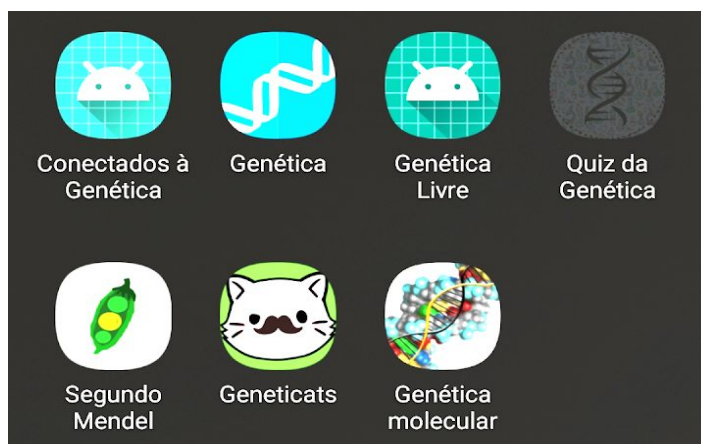 Conectados à
Genética
Genética
Genética
Livre
Quiz da
Genética
Segundo
Mendel
Geneticats
Genética
molecular